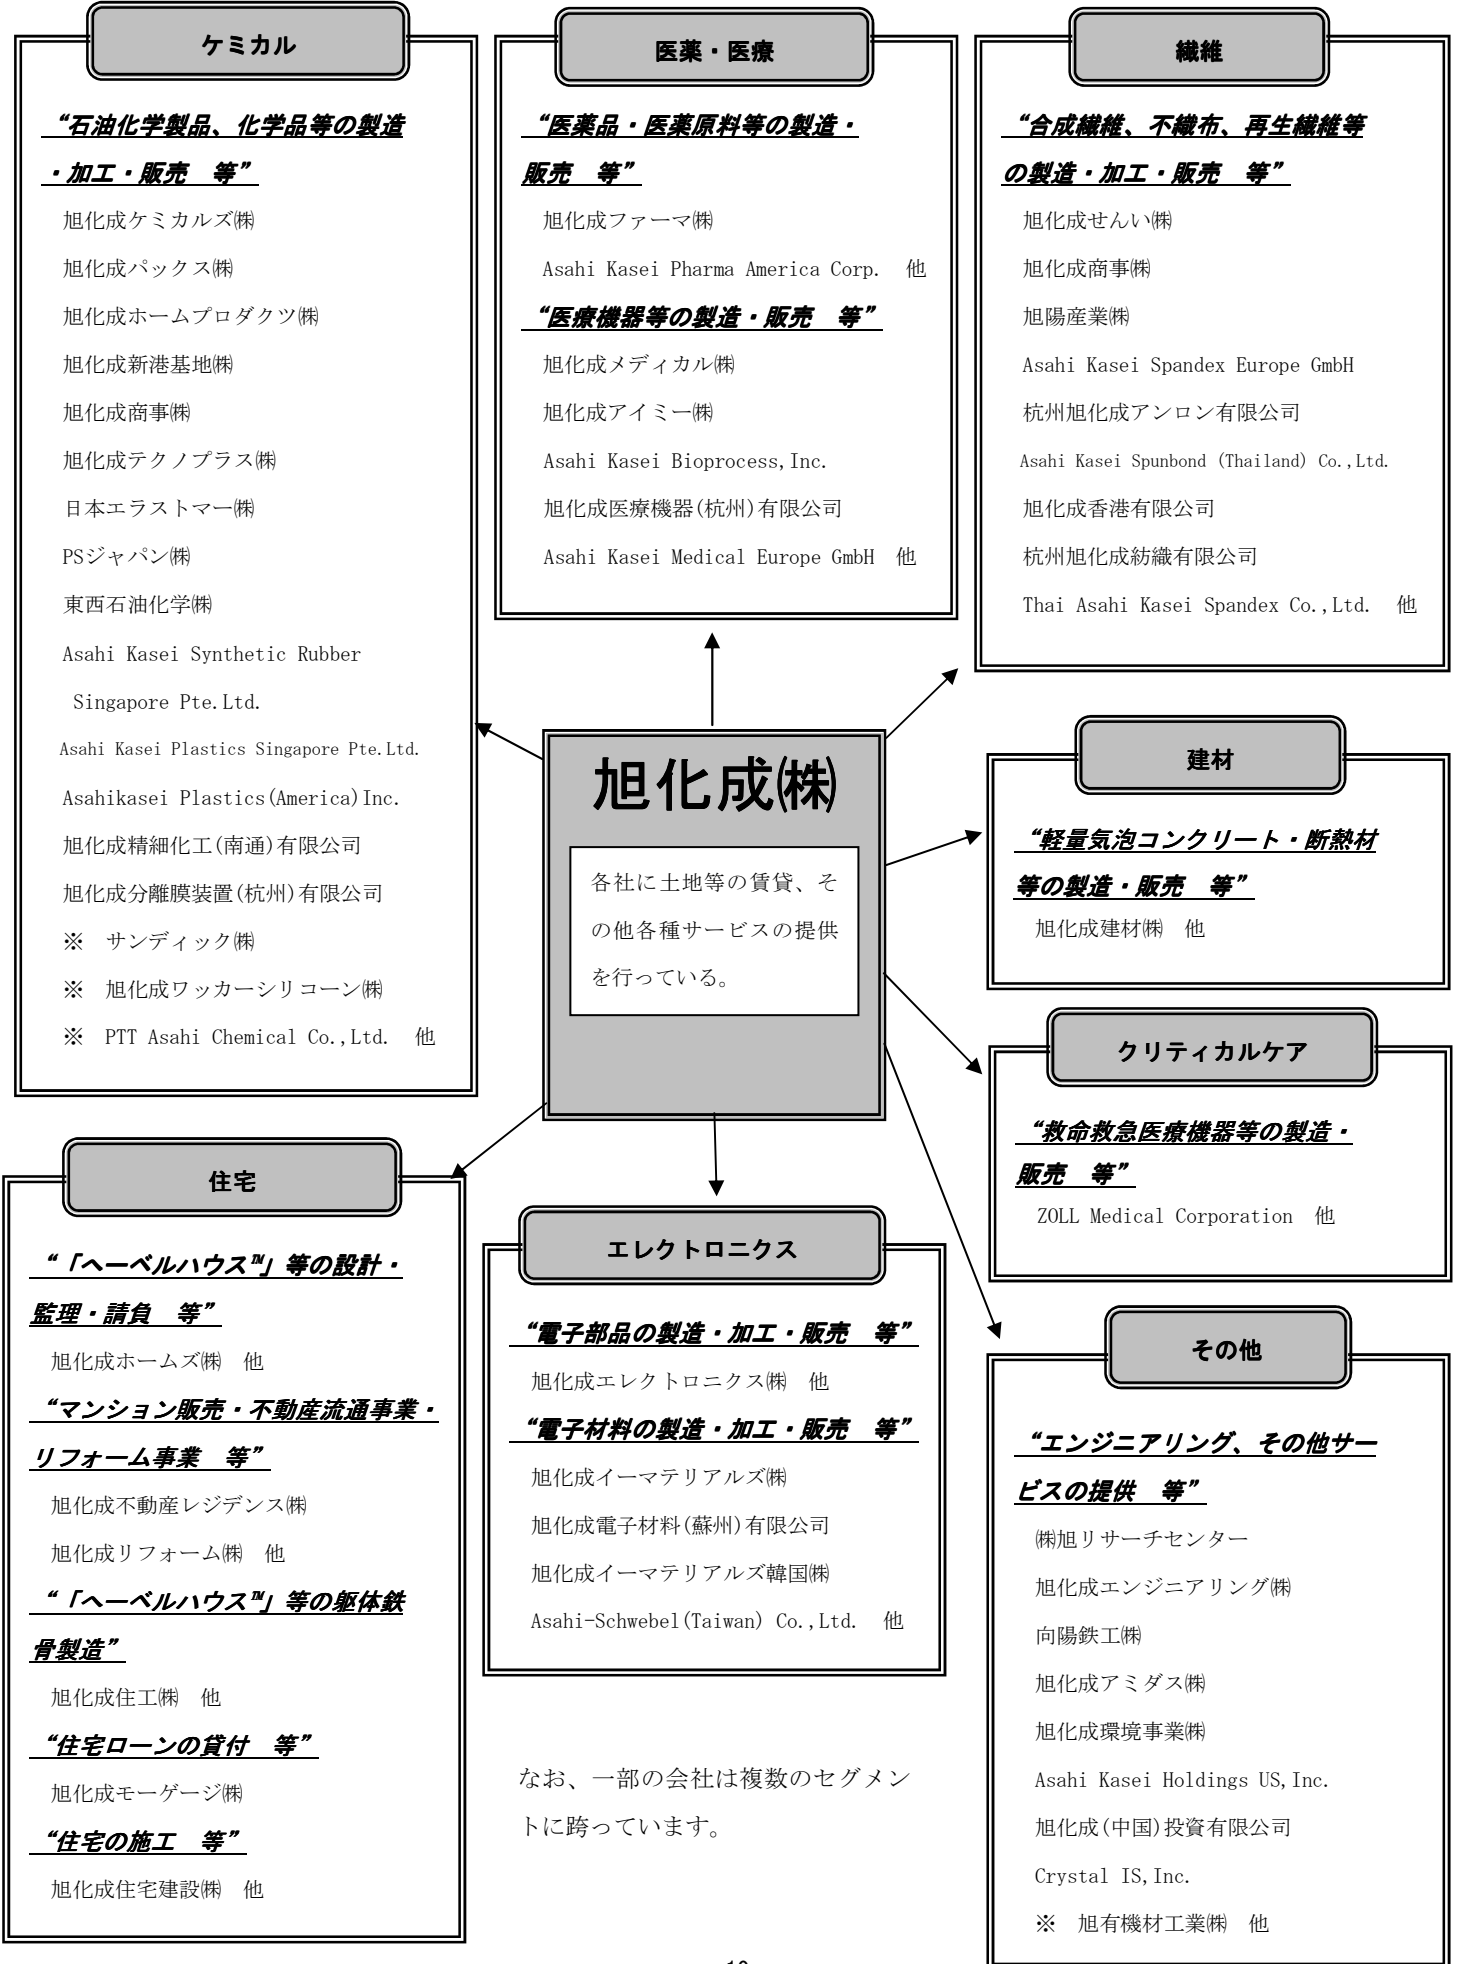 ケミカル
“石油化学製品、化学品等の製造
・加工・販売　等”
旭化成ケミカルズ㈱
旭化成パックス㈱
旭化成ホームプロダクツ㈱
旭化成新港基地㈱
旭化成商事㈱
旭化成テクノプラス㈱
日本エラストマー㈱
PSジャパン㈱
東西石油化学㈱
Asahi Kasei Synthetic Rubber
Singapore Pte.Ltd.
Asahi Kasei Plastics Singapore Pte.Ltd.
Asahikasei Plastics(America)Inc.
旭化成精細化工(南通)有限公司
旭化成分離膜装置(杭州)有限公司
※　サンディック㈱
※　旭化成ワッカーシリコーン㈱
※　PTT Asahi Chemical Co.,Ltd.　他
医薬・医療
“医薬品・医薬原料等の製造・
販売　等”
旭化成ファーマ㈱
Asahi Kasei Pharma America Corp.　他
“医療機器等の製造・販売　等”
旭化成メディカル㈱
旭化成アイミー㈱
Asahi Kasei Bioprocess,Inc.
旭化成医療機器(杭州)有限公司
Asahi Kasei Medical Europe GmbH　他
繊維
“合成繊維、不織布、再生繊維等
の製造・加工・販売　等”
旭化成せんい㈱
旭化成商事㈱
旭陽産業㈱
Asahi Kasei Spandex Europe GmbH
杭州旭化成アンロン有限公司
Asahi Kasei Spunbond (Thailand) Co.,Ltd.
旭化成香港有限公司
杭州旭化成紡織有限公司
Thai Asahi Kasei Spandex Co.,Ltd.　他
旭化成㈱
各社に土地等の賃貸、そ
の他各種サービスの提供
を行っている。
建材
“軽量気泡コンクリート・断熱材
等の製造・販売　等”
旭化成建材㈱　他
クリティカルケア
“救命救急医療機器等の製造・
販売　等”
ZOLL Medical Corporation　他
住宅
“「ヘーベルハウス™」等の設計・
監理・請負　等”
旭化成ホームズ㈱　他
“マンション販売・不動産流通事業・
リフォーム事業　等”
旭化成不動産レジデンス㈱
旭化成リフォーム㈱　他
“「ヘーベルハウス™」等の躯体鉄
骨製造”
旭化成住工㈱　他
“住宅ローンの貸付　等”
旭化成モーゲージ㈱
“住宅の施工　等”
旭化成住宅建設㈱　他
エレクトロニクス
“電子部品の製造・加工・販売　等”
旭化成エレクトロニクス㈱　他
“電子材料の製造・加工・販売　等”
旭化成イーマテリアルズ㈱
旭化成電子材料(蘇州)有限公司
旭化成イーマテリアルズ韓国㈱
Asahi-Schwebel(Taiwan) Co.,Ltd.　他
なお、一部の会社は複数のセグメン
トに跨っています。
その他
“エンジニアリング、その他サー
ビスの提供　等”
㈱旭リサーチセンター
旭化成エンジニアリング㈱
向陽鉄工㈱
旭化成アミダス㈱
旭化成環境事業㈱
Asahi Kasei Holdings US,Inc.
旭化成(中国)投資有限公司
Crystal IS,Inc.
※　旭有機材工業㈱　他